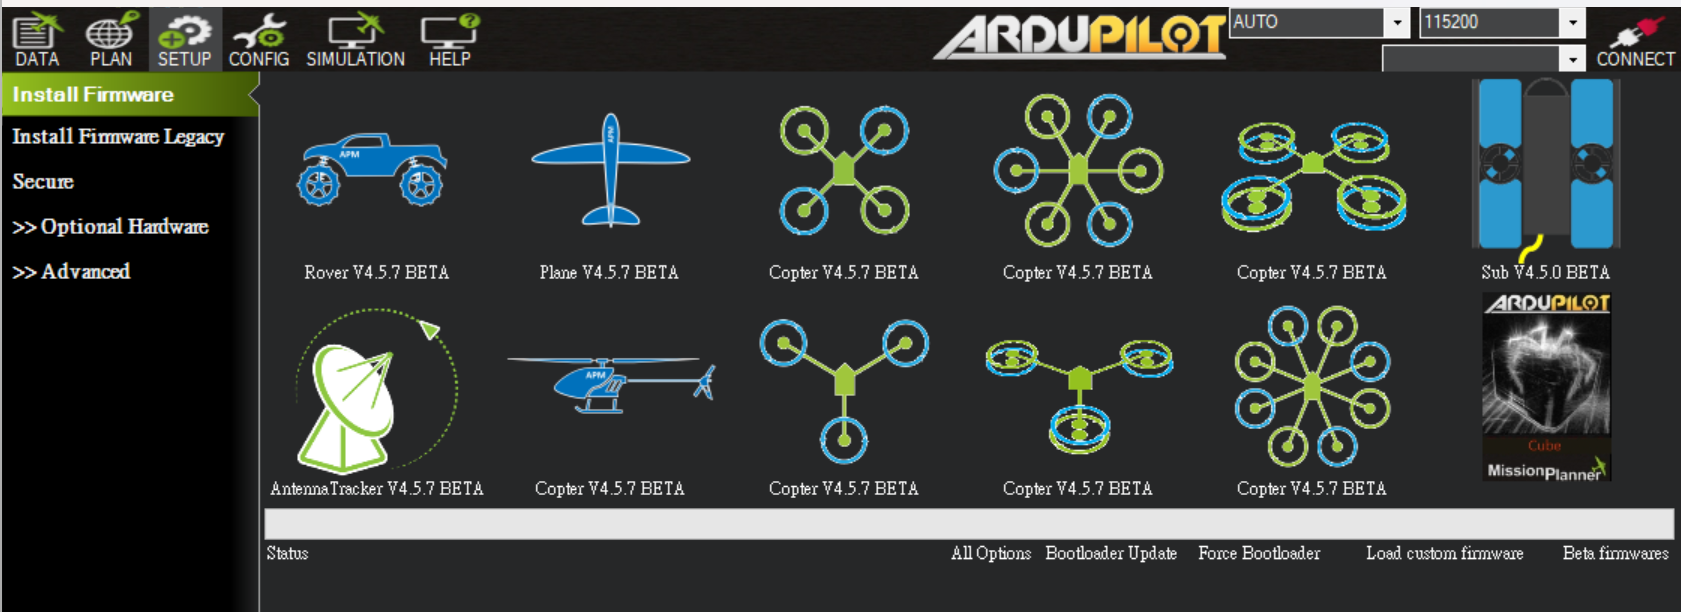 DATA PLAN SETUP CONFIG SIMULATION HELP
ARDUPILOT
AUTO
115200
CONNECT
Install Firmware
Install Firmware Legacy
Secure
>> Optional Hardware
>> Advanced
APM
Rover V4.5.7 BETA
APM
Plane V4.5.7 BETA
Copter V4.5.7 BETA
Copter V4.5.7 BETA
Copter V4.5.7 BETA
Sub V4.5.0 BETA
AntennaTracker V4.5.7 BETA
APM
Copter V4.5.7 BETA
Copter V4.5.7 BETA
Copter V4.5.7 BETA
Copter V4.5.7 BETA
ARDUPILOT
Cube
MissionPlanner
Status
All Options Bootloader Update Force Bootloader Load custom firmware Beta firmwares